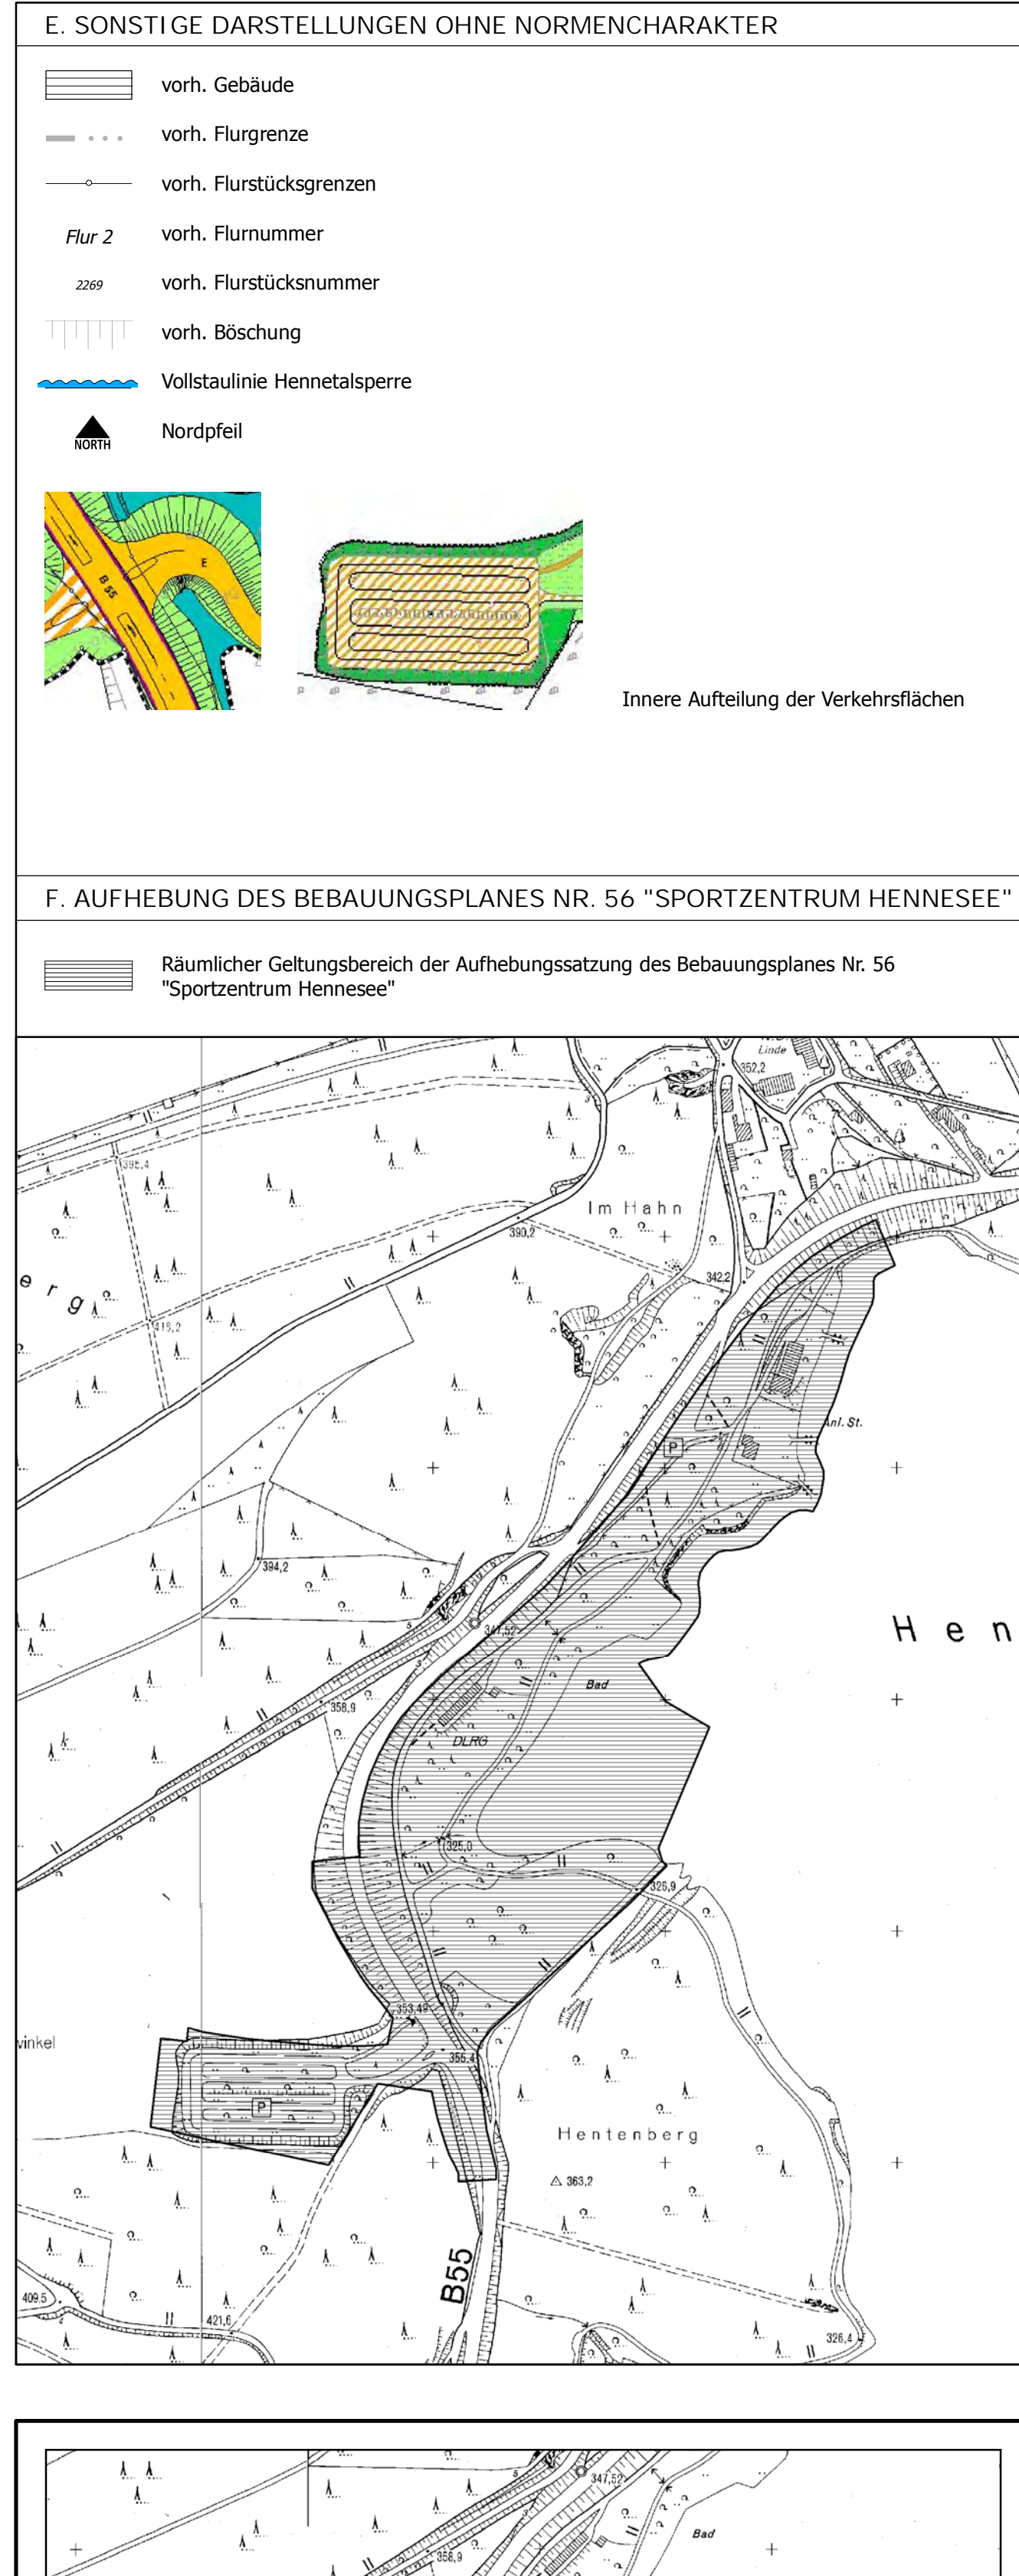 E. SONSTIGE DARSTELLUNGEN OHNE NORMENCHARAKTER
vorh. Gebäude
vorh. Flurgrenze
vorh. Flurstücksgrenzen
Flur 2
vorh. Flurnummer
2269
vorh. Flurstücksnummer
vorh. Böschung
Vollstaulinie Hennetalsperre
NORTH
Nordpfeil
B 55
E
Innere Aufteilung der Verkehrsflächen
F. AUFHEBUNG DES BEBAUUNGSPLANES NR. 56 "SPORTZENTRUM HENNESEE"
Räumlicher Geltungsbereich der Aufhebungssatzung des Bebauungsplanes Nr. 56
"Sportzentrum Hennesee"
Linde
352,2
395,4
Im Hahn
390,2
342,2
erg
416,2
Anl. St.
P
394,2
347,52
Hen
Bad
358,9
DLRG
325,0
326,9
353,49
winkel
355,4
P
Hentenberg
363,2
B55
409.5
421,6
326,4
347,52
Bad
358,9